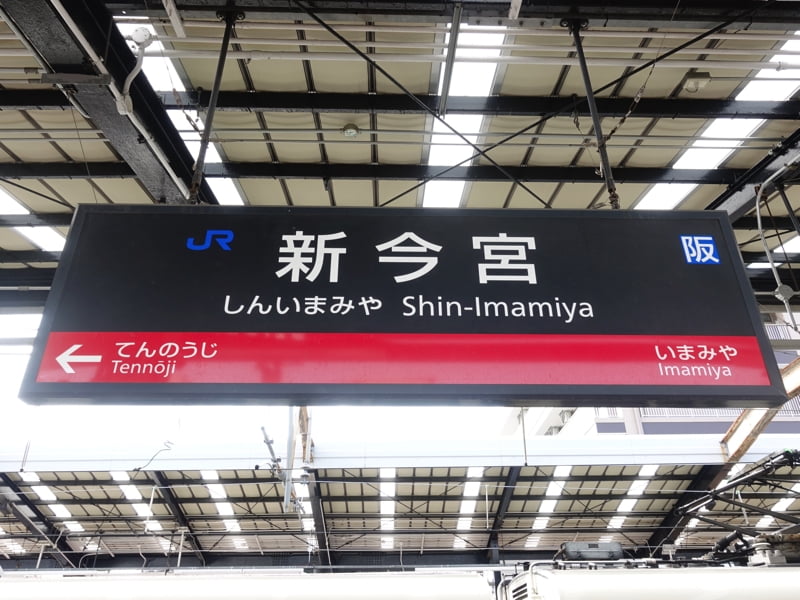 JR 新今宮 阪
しんいまみや Shin-Imamiya
← てんのうじ いまみや
Tennōji Imamiya